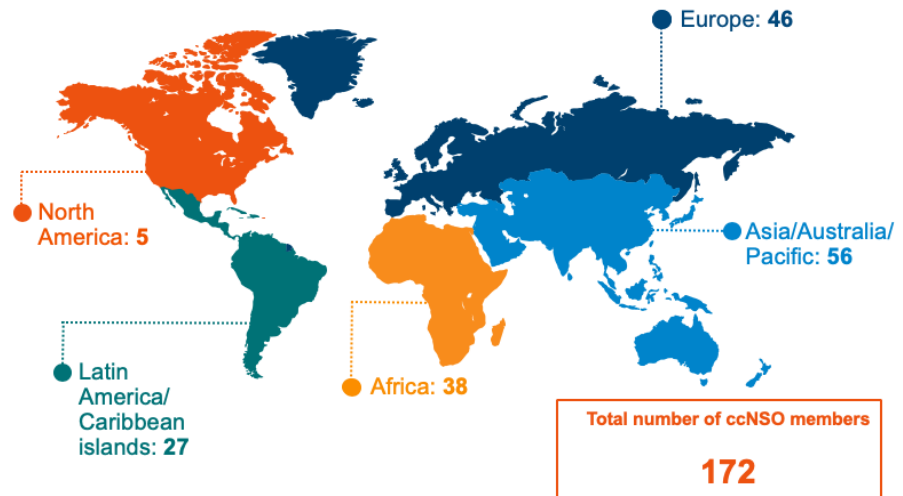 Europe: 46
North
America: 5
Asia/Australia/
Pacific: 56
Latin
America/
Caribbean
islands: 27
Africa: 38
Total number of ccNSO members
172